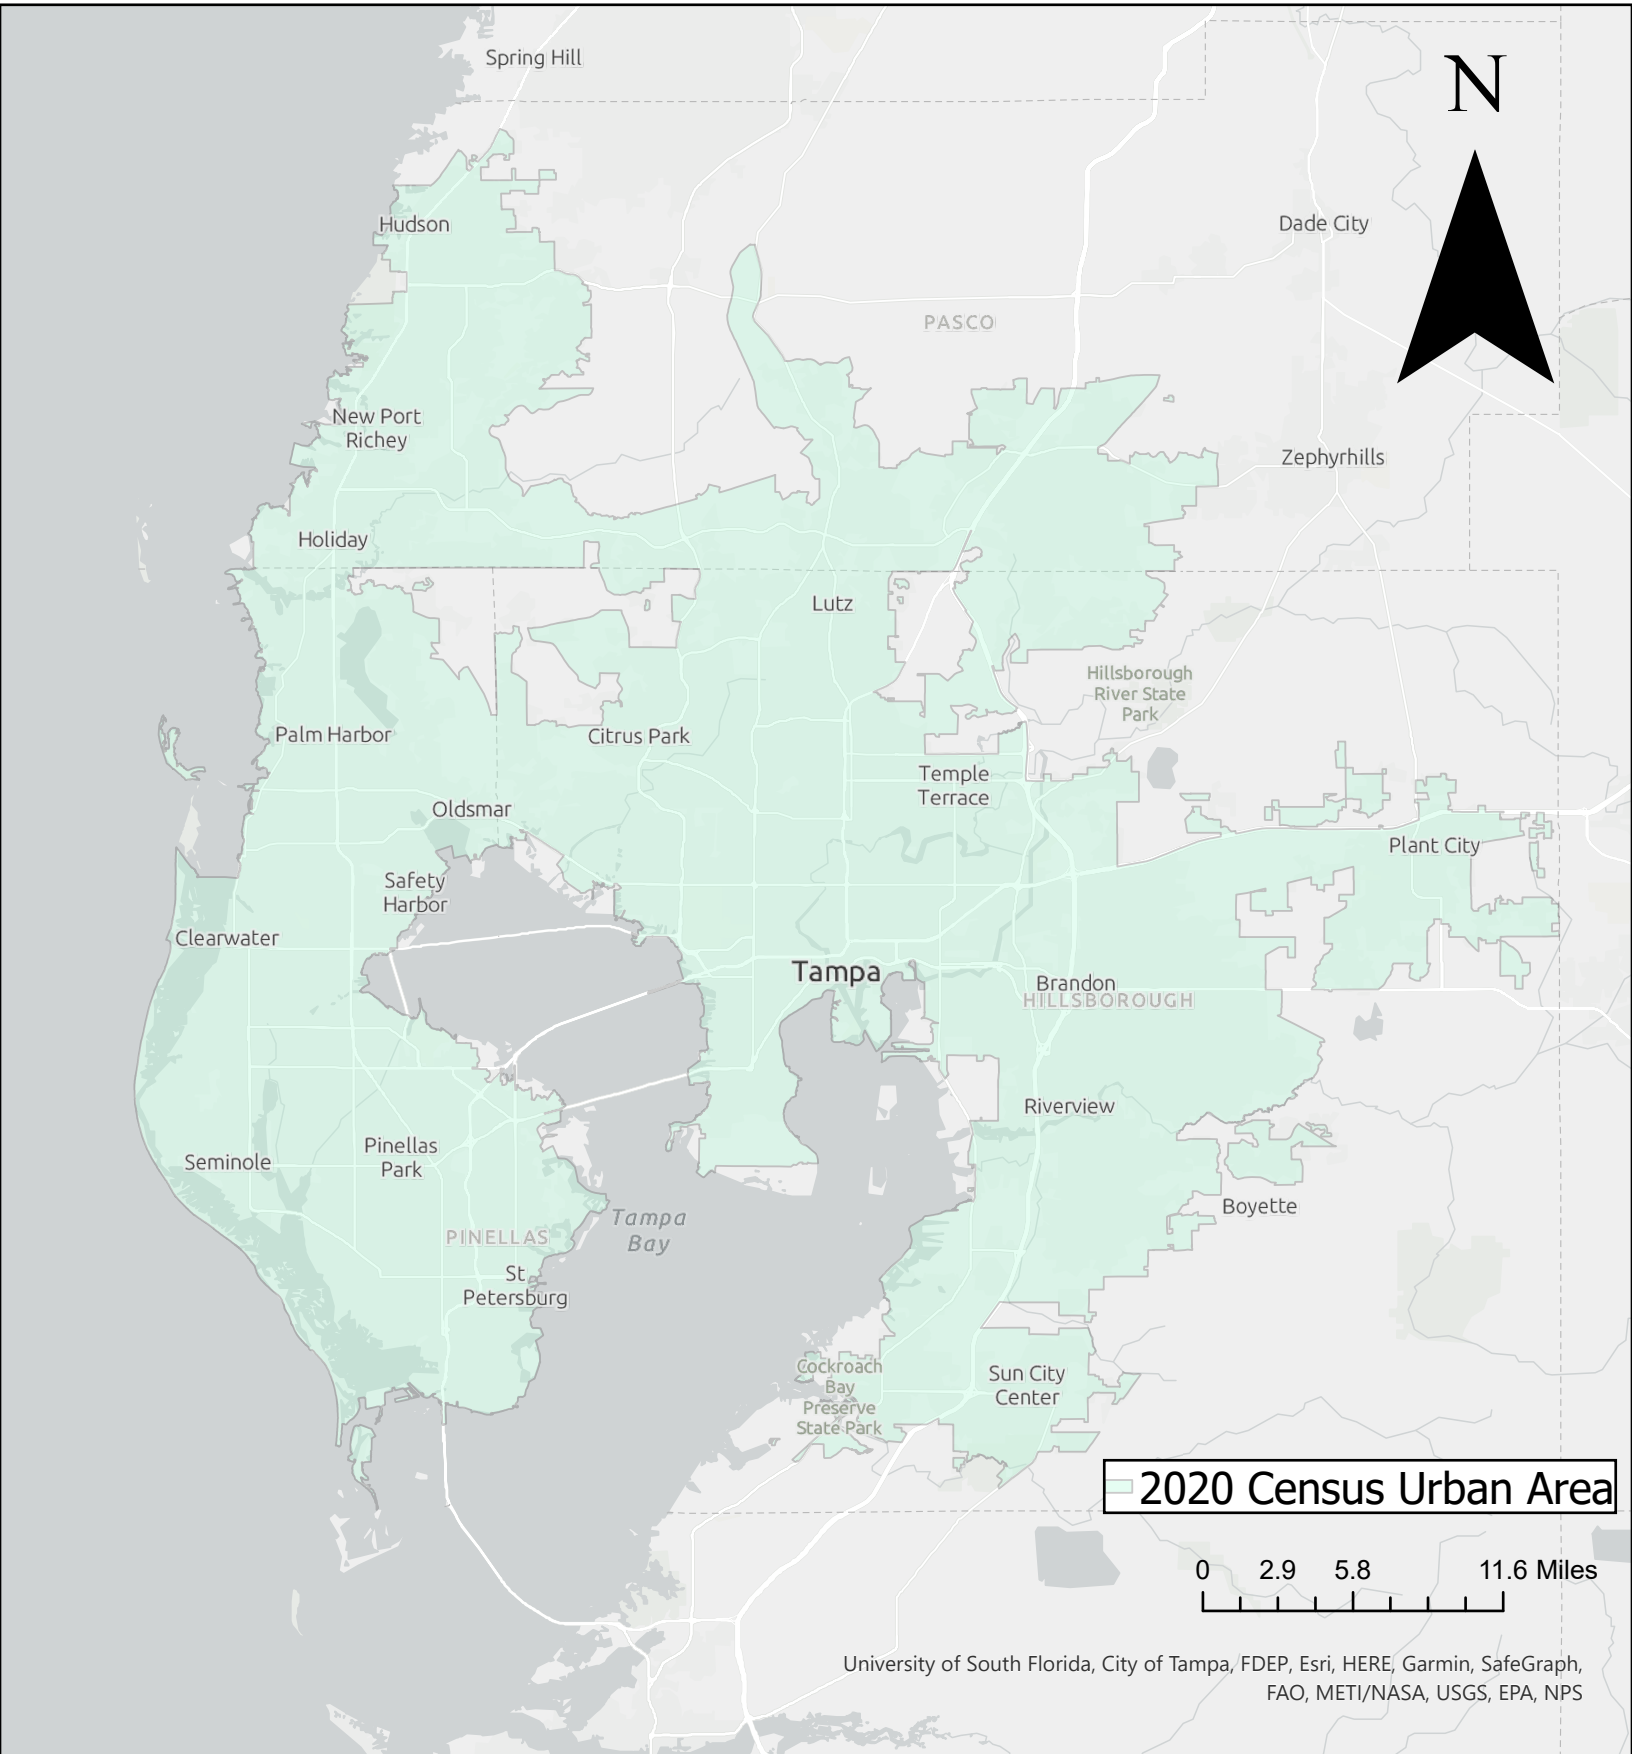 Spring Hill
N
Hudson
Dade City
PASCO
New Port
Richey
Zephyrhills
Holiday
Lutz
Hillsborough
River State
Park
Palm Harbor
Citrus Park
Temple
Terrace
Oldsmar
Plant City
Safety
Harbor
Clearwater
Tampa
Brandon
HILLSBOROUGH
Riverview
Pinellas
Park
Seminole
Boyette
Tampa
Bay
PINELLAS
St
Petersburg
Cockroach
Bay
Preserve
State Park
Sun City
Center
2020 Census Urban Area
0 2.9 5.8 11.6 Miles
University of South Florida, City of Tampa, FDEP, Esri, HERE, Garmin, SafeGraph,
FAO, METI/NASA, USGS, EPA, NPS